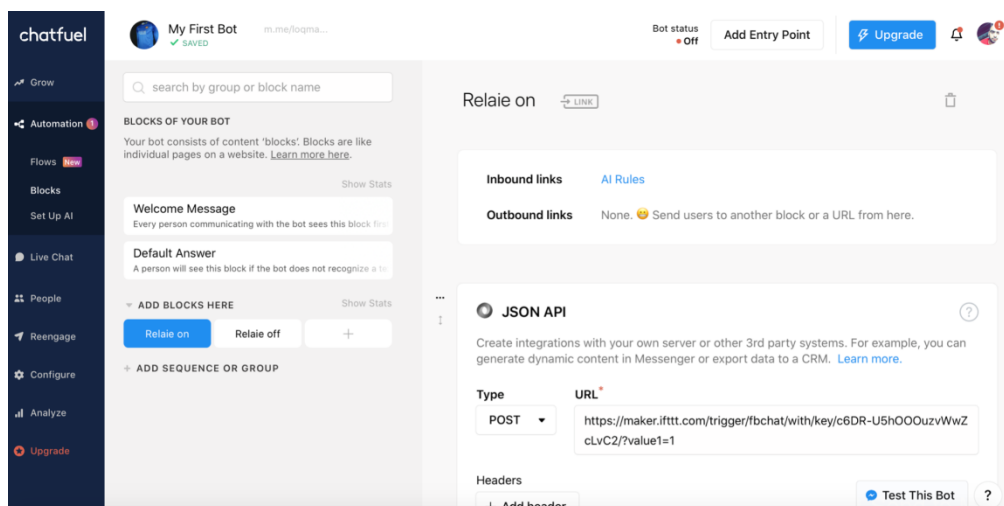 chatfuel
My First Bot
SAVED
m.me/loqma...
Bot status
Off
Add Entry Point
Upgrade
Grow
Automation 1
Flows New
Blocks
Set Up AI
Live Chat
People
Reengage
Configure
Analyze
Upgrade
search by group or block name
BLOCKS OF YOUR BOT
Your bot consists of content 'blocks'. Blocks are like
individual pages on a website. Learn more here.
Show Stats
Welcome Message
Every person communicating with the bot sees this block first
Default Answer
A person will see this block if the bot does not recognize a te
ADD BLOCKS HERE
Show Stats
Relaie on
Relaie off
+
+ ADD SEQUENCE OR GROUP
Relaie on
LINK
Inbound links
AI Rules
Outbound links
None. 😀 Send users to another block or a URL from here.
JSON API
?
Create integrations with your own server or other 3rd party systems. For example, you can
generate dynamic content in Messenger or export data to a CRM. Learn more.
Type
URL*
POST
https://maker.ifttt.com/trigger/fbchat/with/key/c6DR-U5hOOOuzvWwZ
cLvC2/?value1=1
Headers
+ Add header
Test This Bot
?